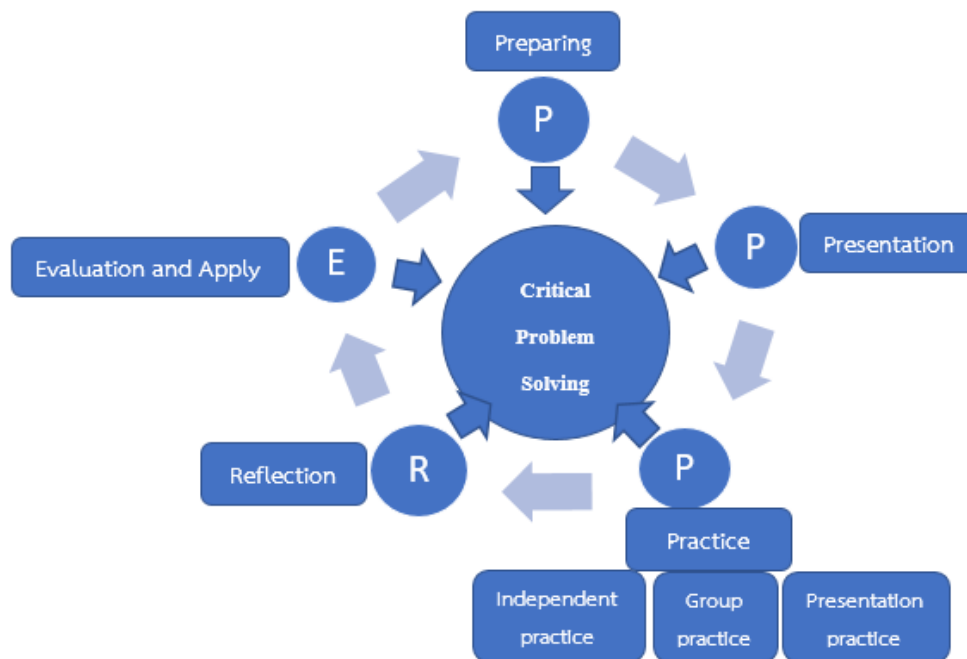 Preparing
P
P
Presentation
E
Evaluation and Apply
Critical
Problem
Solving
R
Reflection
P
Practice
Independent
practice
Group
practice
Presentation
practice